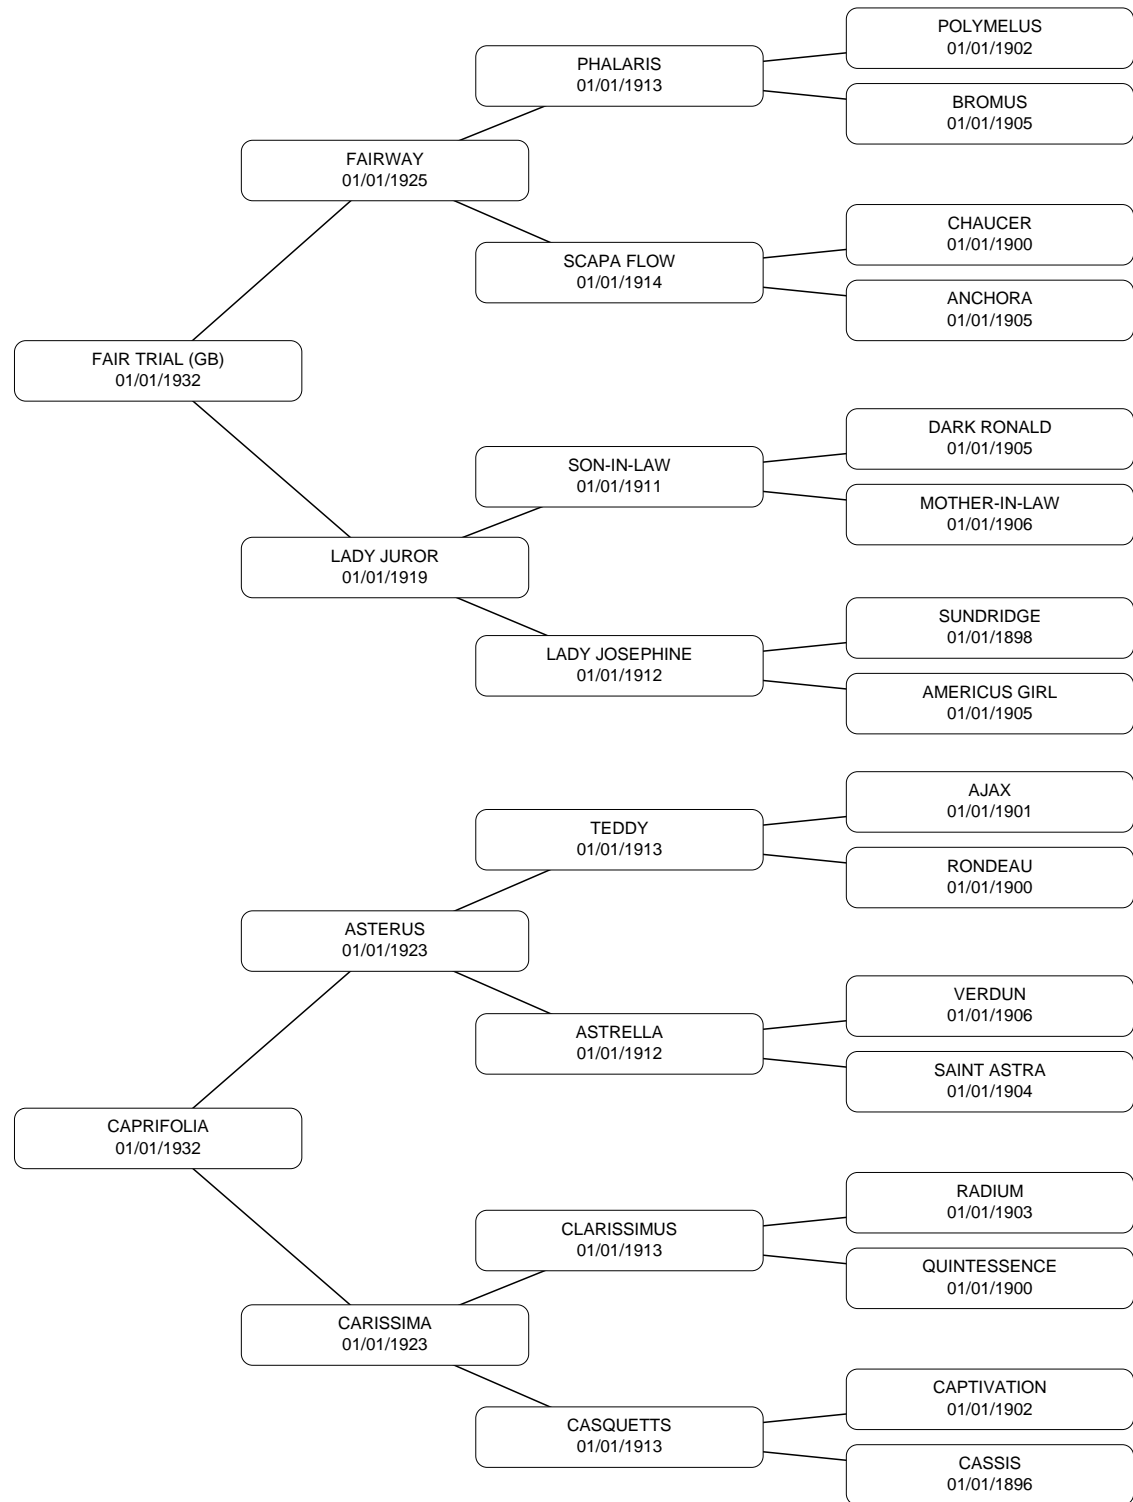 POLYMELUS
01/01/1902
PHALARIS
01/01/1913
BROMUS
01/01/1905
FAIRWAY
01/01/1925
CHAUCER
01/01/1900
SCAPA FLOW
01/01/1914
ANCHORA
01/01/1905
FAIR TRIAL (GB)
01/01/1932
DARK RONALD
01/01/1905
SON-IN-LAW
01/01/1911
MOTHER-IN-LAW
01/01/1906
LADY JUROR
01/01/1919
SUNDRIDGE
01/01/1898
LADY JOSEPHINE
01/01/1912
AMERICUS GIRL
01/01/1905
AJAX
01/01/1901
TEDDY
01/01/1913
RONDEAU
01/01/1900
ASTERUS
01/01/1923
VERDUN
01/01/1906
ASTRELLA
01/01/1912
SAINT ASTRA
01/01/1904
CAPRIFOLIA
01/01/1932
RADIUM
01/01/1903
CLARISSIMUS
01/01/1913
QUINTESSENCE
01/01/1900
CARISSIMA
01/01/1923
CAPTIVATION
01/01/1902
CASQUETTS
01/01/1913
CASSIS
01/01/1896